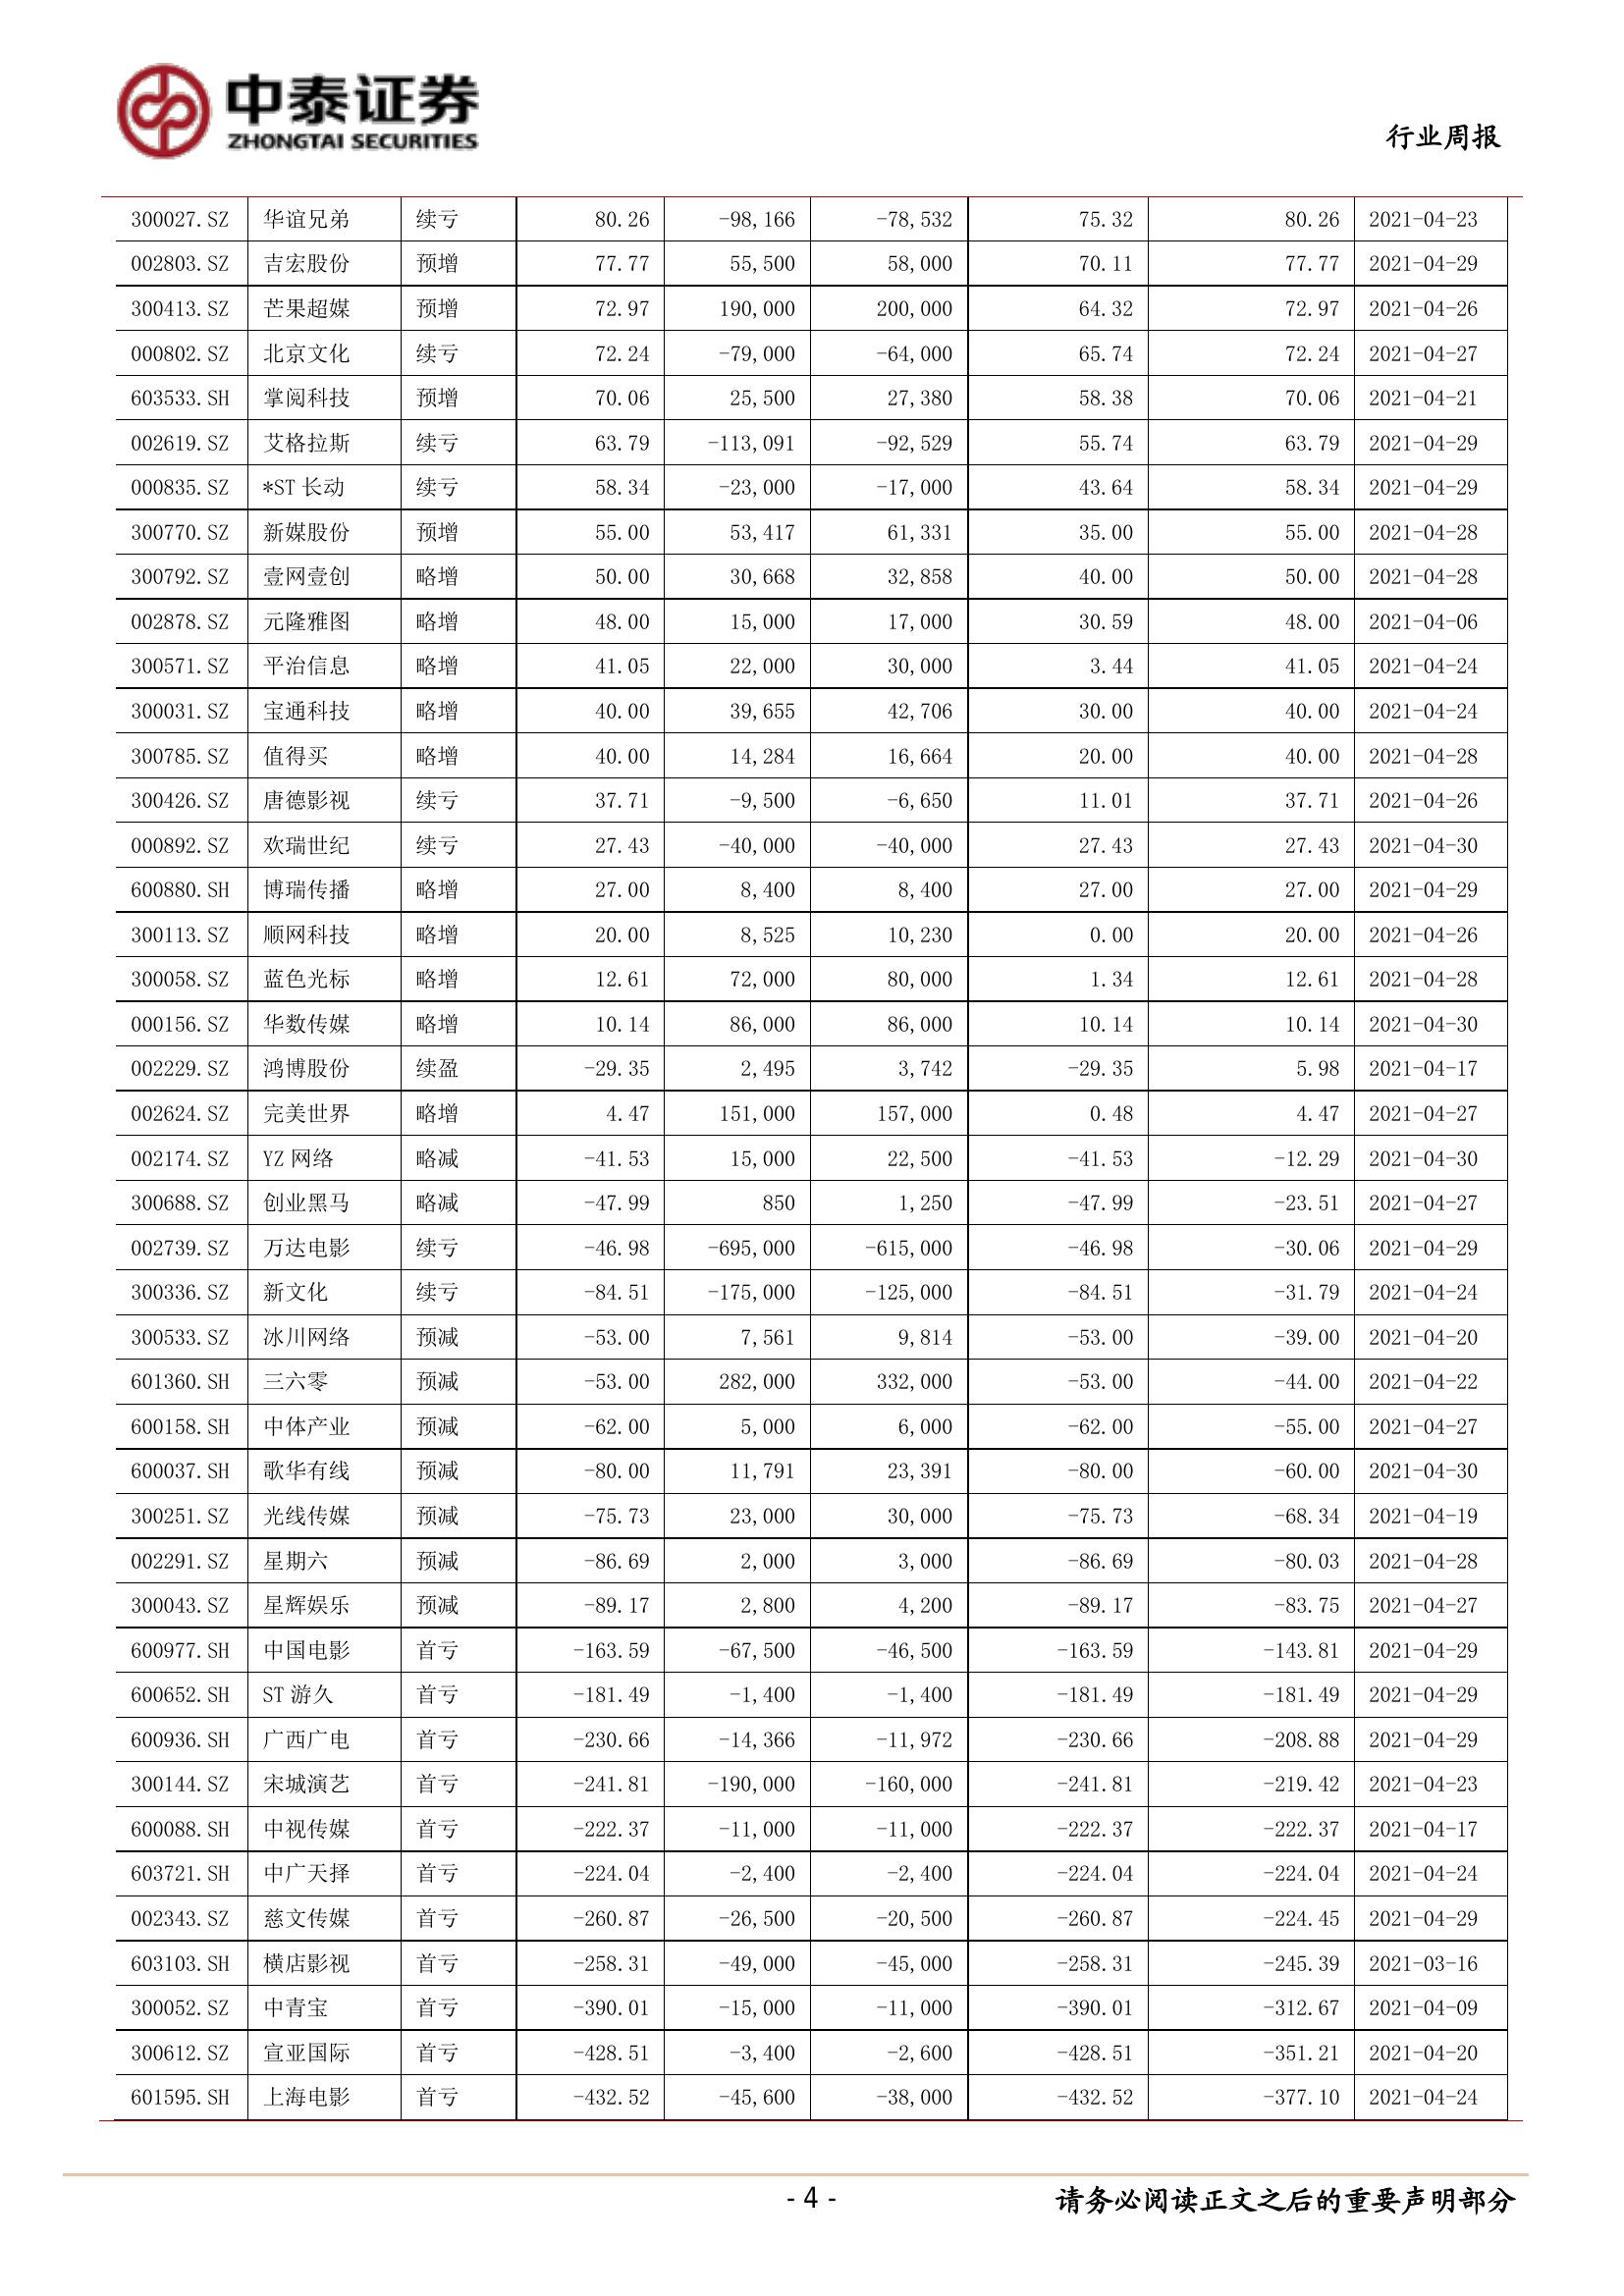 中泰证券
ZHONGTAI SECURITIES
行业周报
300027.SZ 华谊兄弟 续亏 80.26 -98,166 -78,532 75.32 80.26 2021-04-23
002803.SZ 吉宏股份 预增 77.77 55,500 58,000 70.11 77.77 2021-04-29
300413.SZ 芒果超媒 预增 72.97 190,000 200,000 64.32 72.97 2021-04-26
000802.SZ 北京文化 续亏 72.24 -79,000 -64,000 65.74 72.24 2021-04-27
603533.SH 掌阅科技 预增 70.06 25,500 27,380 58.38 70.06 2021-04-21
002619.SZ 艾格拉斯 续亏 63.79 -113,091 -92,529 55.74 63.79 2021-04-29
000835.SZ *ST 长动 续亏 58.34 -23,000 -17,000 43.64 58.34 2021-04-29
300770.SZ 新媒股份 预增 55.00 53,417 61,331 35.00 55.00 2021-04-28
300792.SZ 壹网壹创 略增 50.00 30,668 32,858 40.00 50.00 2021-04-28
002878.SZ 元隆雅图 略增 48.00 15,000 17,000 30.59 48.00 2021-04-06
300571.SZ 平治信息 略增 41.05 22,000 30,000 3.44 41.05 2021-04-24
300031.SZ 宝通科技 略增 40.00 39,655 42,706 30.00 40.00 2021-04-24
300785.SZ 值得买 略增 40.00 14,284 16,664 20.00 40.00 2021-04-28
300426.SZ 唐德影视 续亏 37.71 -9,500 -6,650 11.01 37.71 2021-04-26
000892.SZ 欢瑞世纪 续亏 27.43 -40,000 -40,000 27.43 27.43 2021-04-30
600880.SH 博瑞传播 略增 27.00 8,400 8,400 27.00 27.00 2021-04-29
300113.SZ 顺网科技 略增 20.00 8,525 10,230 0.00 20.00 2021-04-26
300058.SZ 蓝色光标 略增 12.61 72,000 80,000 1.34 12.61 2021-04-28
000156.SZ 华数传媒 略增 10.14 86,000 86,000 10.14 10.14 2021-04-30
002229.SZ 鸿博股份 续盈 -29.35 2,495 3,742 -29.35 5.98 2021-04-17
002624.SZ 完美世界 略增 4.47 151,000 157,000 0.48 4.47 2021-04-27
002174.SZ YZ 网络 略减 -41.53 15,000 22,500 -41.53 -12.29 2021-04-30
300688.SZ 创业黑马 略减 -47.99 850 1,250 -47.99 -23.51 2021-04-27
002739.SZ 万达电影 续亏 -46.98 -695,000 -615,000 -46.98 -30.06 2021-04-29
300336.SZ 新文化 续亏 -84.51 -175,000 -125,000 -84.51 -31.79 2021-04-24
300533.SZ 冰川网络 预减 -53.00 7,561 9,814 -53.00 -39.00 2021-04-20
601360.SH 三六零 预减 -53.00 282,000 332,000 -53.00 -44.00 2021-04-22
600158.SH 中体产业 预减 -62.00 5,000 6,000 -62.00 -55.00 2021-04-27
600037.SH 歌华有线 预减 -80.00 11,791 23,391 -80.00 -60.00 2021-04-30
300251.SZ 光线传媒 预减 -75.73 23,000 30,000 -75.73 -68.34 2021-04-19
002291.SZ 星期六 预减 -86.69 2,000 3,000 -86.69 -80.03 2021-04-28
300043.SZ 星辉娱乐 预减 -89.17 2,800 4,200 -89.17 -83.75 2021-04-27
600977.SH 中国电影 首亏 -163.59 -67,500 -46,500 -163.59 -143.81 2021-04-29
600652.SH ST 游久 首亏 -181.49 -1,400 -1,400 -181.49 -181.49 2021-04-29
600936.SH 广西广电 首亏 -230.66 -14,366 -11,972 -230.66 -208.88 2021-04-29
300144.SZ 宋城演艺 首亏 -241.81 -190,000 -160,000 -241.81 -219.42 2021-04-23
600088.SH 中视传媒 首亏 -222.37 -11,000 -11,000 -222.37 -222.37 2021-04-17
603721.SH 中广天择 首亏 -224.04 -2,400 -2,400 -224.04 -224.04 2021-04-24
002343.SZ 慈文传媒 首亏 -260.87 -26,500 -20,500 -260.87 -224.45 2021-04-29
603103.SH 横店影视 首亏 -258.31 -49,000 -45,000 -258.31 -245.39 2021-03-16
300052.SZ 中青宝 首亏 -390.01 -15,000 -11,000 -390.01 -312.67 2021-04-09
300612.SZ 宣亚国际 首亏 -428.51 -3,400 -2,600 -428.51 -351.21 2021-04-20
601595.SH 上海电影 首亏 -432.52 -45,600 -38,000 -432.52 -377.10 2021-04-24
- 4 -
请务必阅读正文之后的重要声明部分